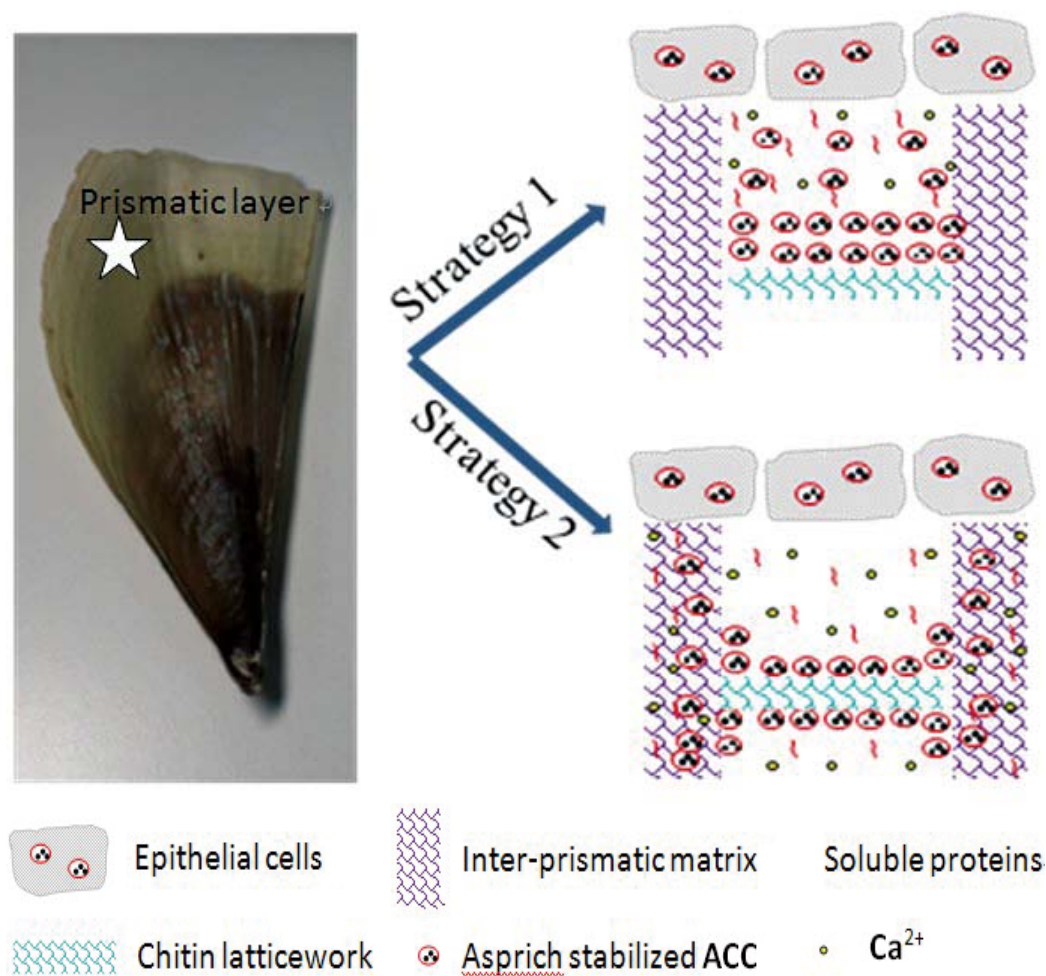 Prismatic layer
Strategy 1
Strategy 2
Epithelial cells
Inter-prismatic matrix
Soluble proteins
Chitin latticework
Asprich stabilized ACC
Ca²⁺